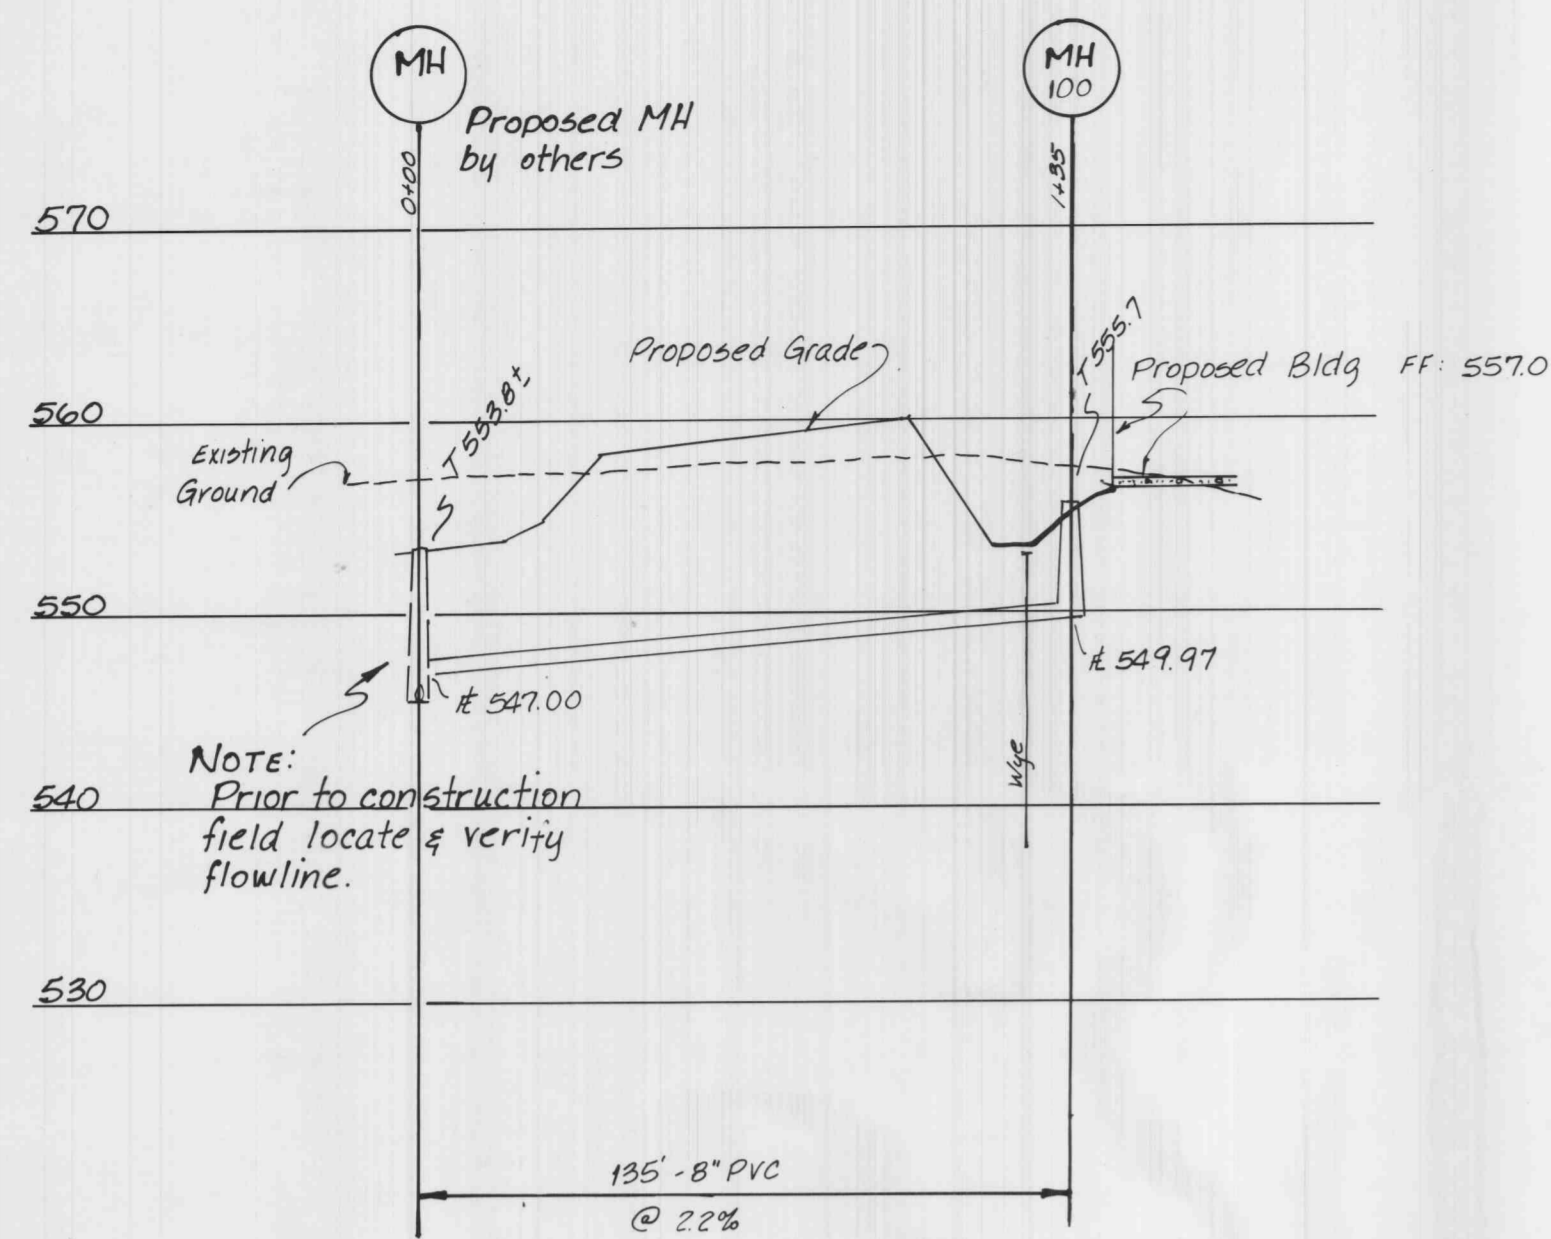 MH
MH
100
Proposed MH
by others
0+00
1+35
570
Proposed Grade
T 555.7
Proposed Bldg FF: 557.0
560
T 553.8±
Existing
Ground
550
℄ 549.97
℄ 547.00
NOTE:
Prior to construction
field locate & verify
flowline.
Wye
540
530
135' - 8" PVC
@ 2.2%